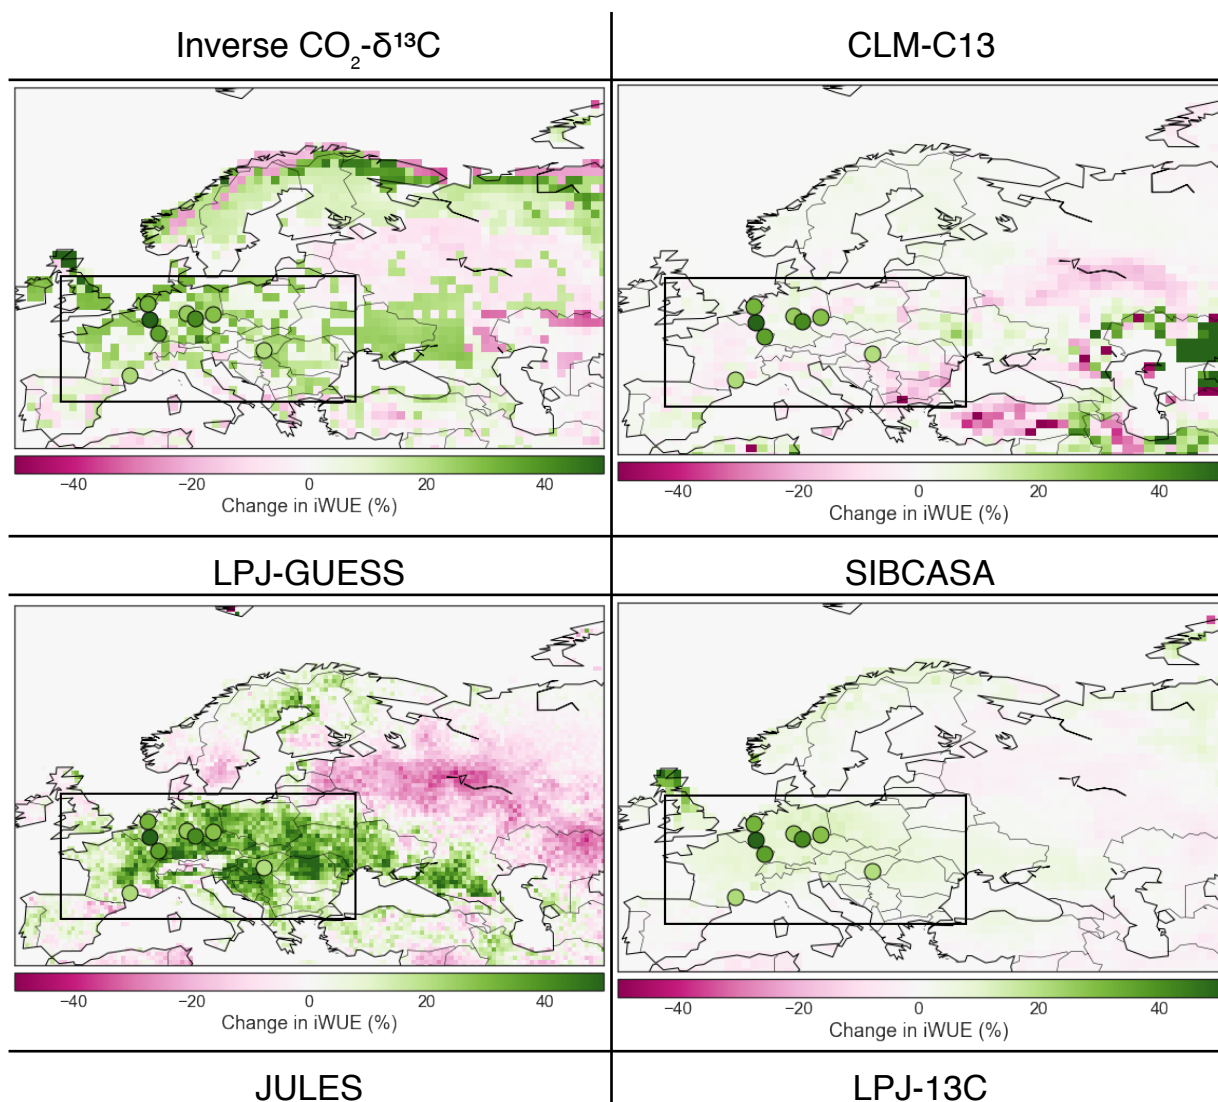 Inverse CO₂-δ¹³C
CLM-C13
−40 −20 0 20 40
Change in iWUE (%)
−40 −20 0 20 40
Change in iWUE (%)
LPJ-GUESS
SIBCASA
−40 −20 0 20 40
Change in iWUE (%)
−40 −20 0 20 40
Change in iWUE (%)
JULES
LPJ-13C